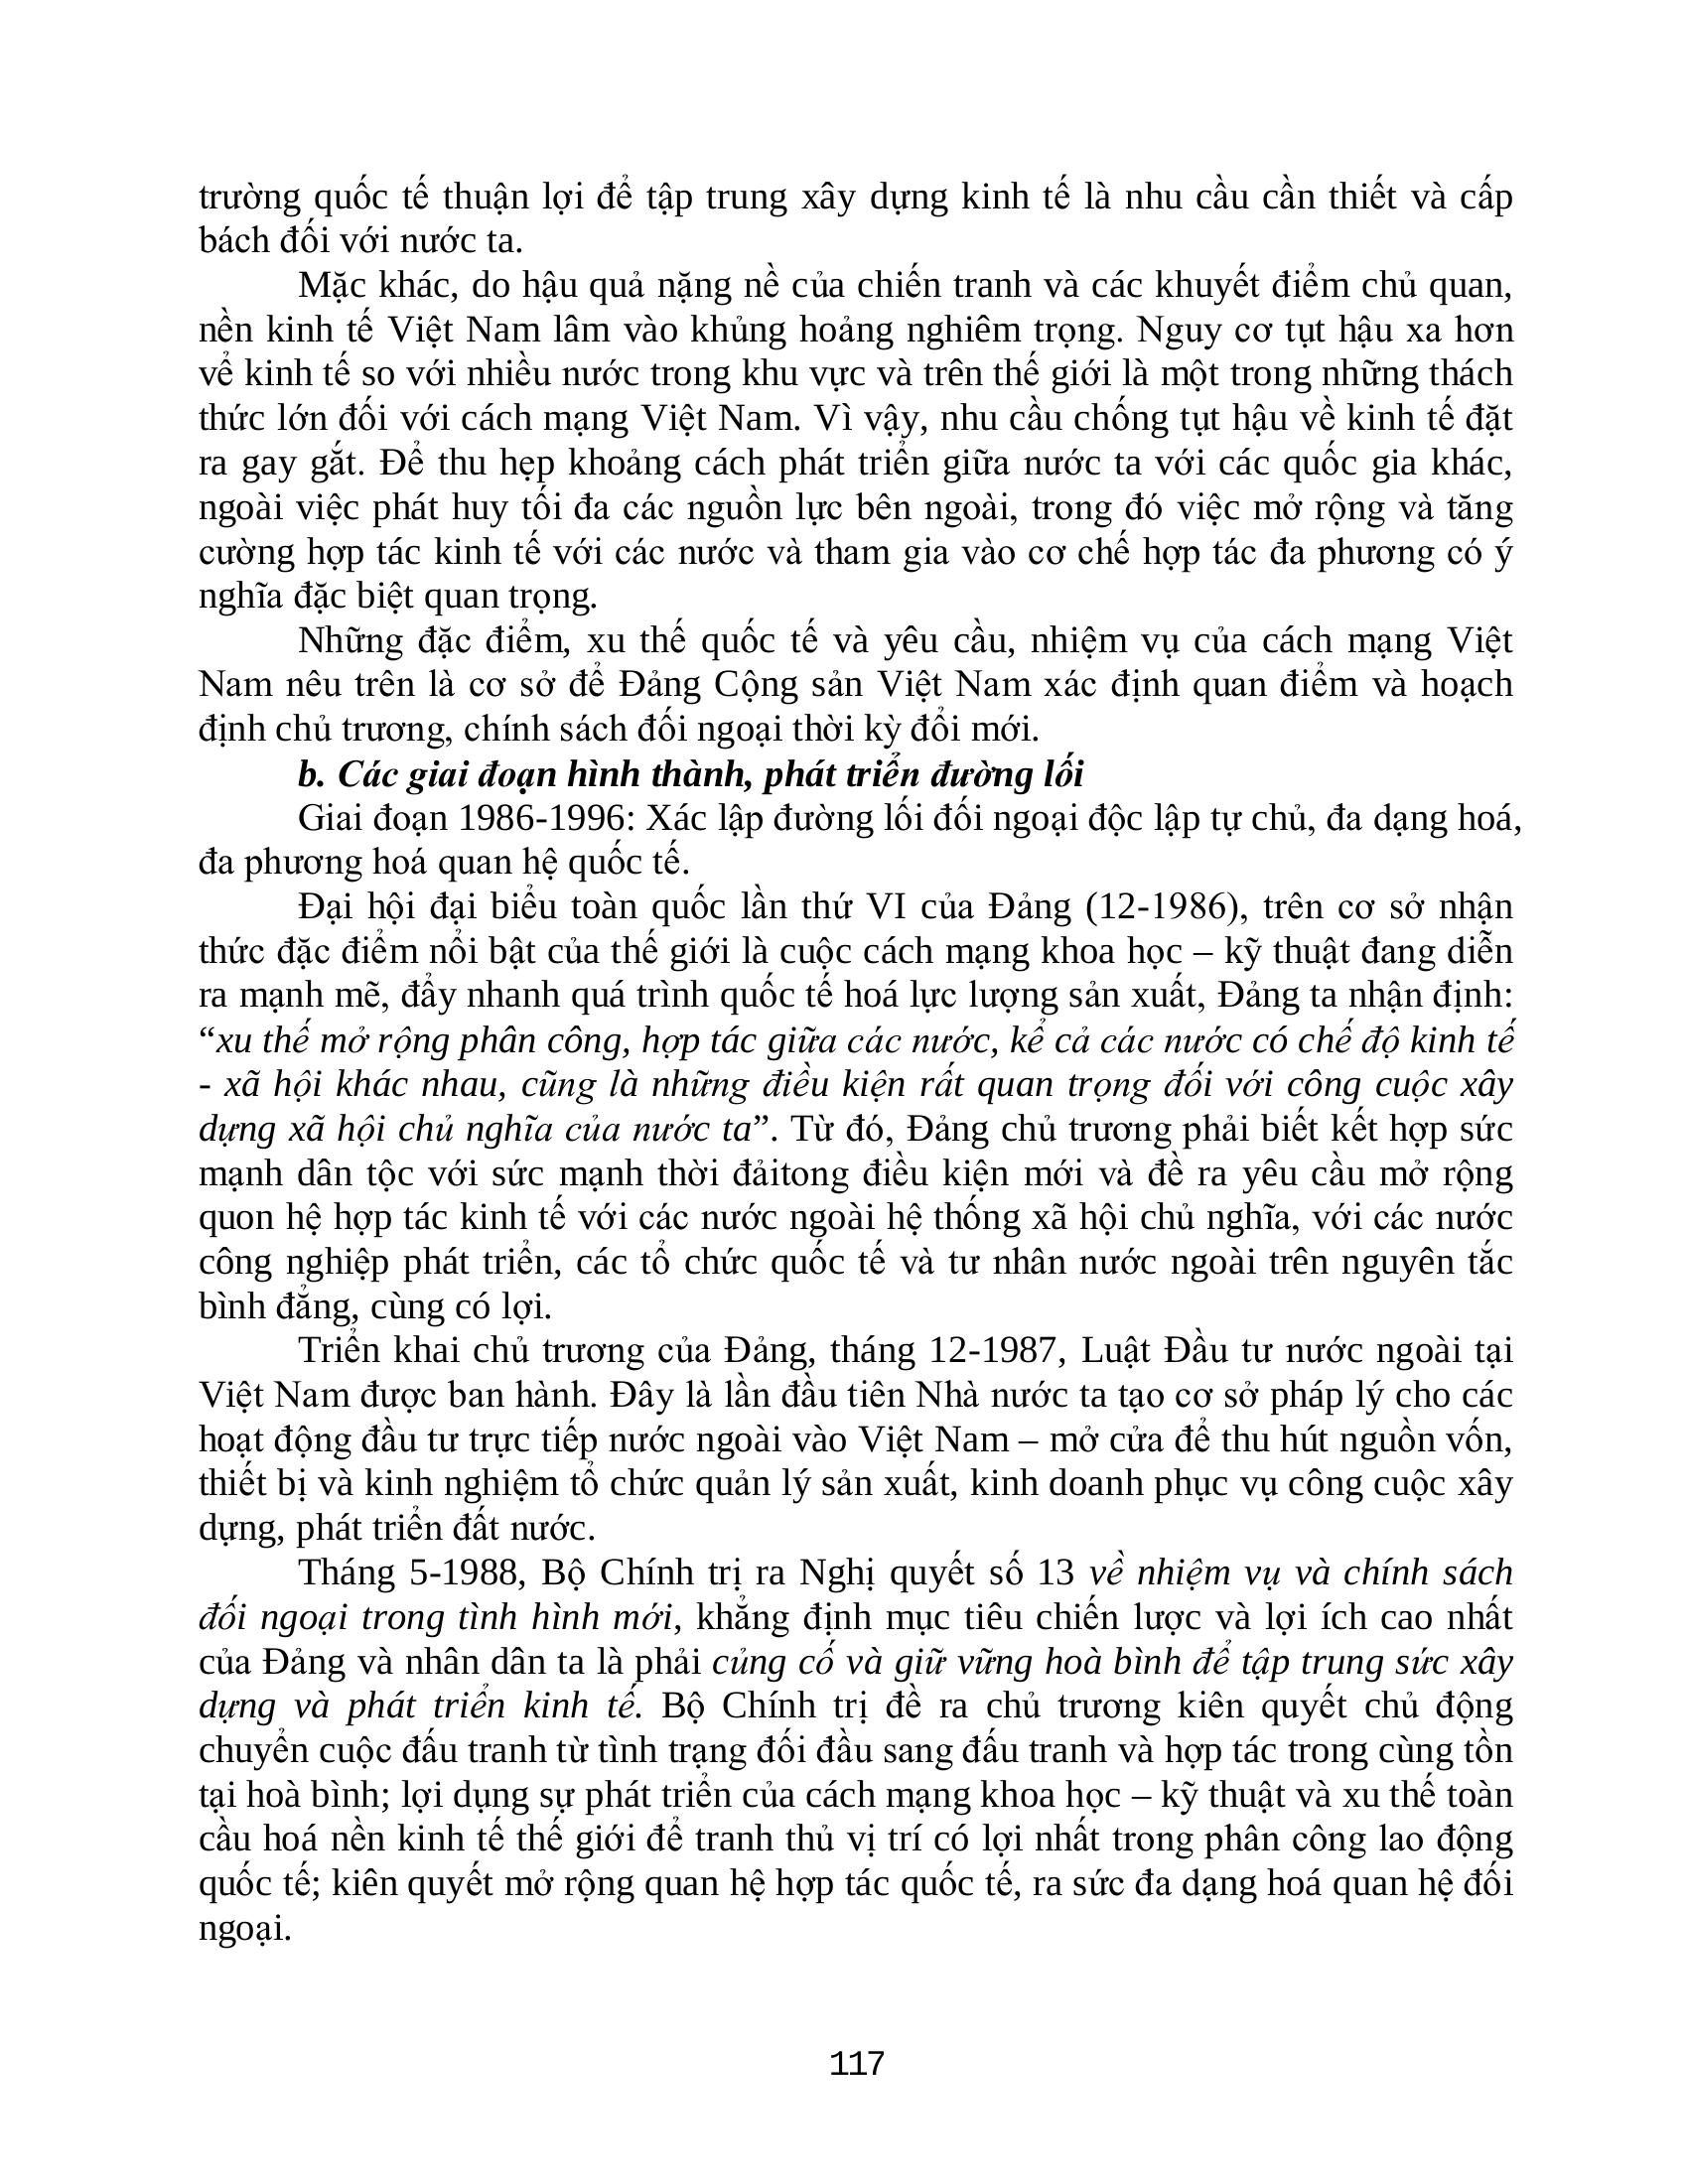 trường quốc tế thuận lợi để tập trung xây dựng kinh tế là nhu cầu cần thiết và cấp
bách đối với nước ta.
Mặc khác, do hậu quả nặng nề của chiến tranh và các khuyết điểm chủ quan,
nền kinh tế Việt Nam lâm vào khủng hoảng nghiêm trọng. Nguy cơ tụt hậu xa hơn
vể kinh tế so với nhiều nước trong khu vực và trên thế giới là một trong những thách
thức lớn đối với cách mạng Việt Nam. Vì vậy, nhu cầu chống tụt hậu về kinh tế đặt
ra gay gắt. Để thu hẹp khoảng cách phát triển giữa nước ta với các quốc gia khác,
ngoài việc phát huy tối đa các nguồn lực bên ngoài, trong đó việc mở rộng và tăng
cường hợp tác kinh tế với các nước và tham gia vào cơ chế hợp tác đa phương có ý
nghĩa đặc biệt quan trọng.
Những đặc điểm, xu thế quốc tế và yêu cầu, nhiệm vụ của cách mạng Việt
Nam nêu trên là cơ sở để Đảng Cộng sản Việt Nam xác định quan điểm và hoạch
định chủ trương, chính sách đối ngoại thời kỳ đổi mới.
b. Các giai đoạn hình thành, phát triển đường lối
Giai đoạn 1986-1996: Xác lập đường lối đối ngoại độc lập tự chủ, đa dạng hoá,
đa phương hoá quan hệ quốc tế.
Đại hội đại biểu toàn quốc lần thứ VI của Đảng (12-1986), trên cơ sở nhận
thức đặc điểm nổi bật của thế giới là cuộc cách mạng khoa học – kỹ thuật đang diễn
ra mạnh mẽ, đẩy nhanh quá trình quốc tế hoá lực lượng sản xuất, Đảng ta nhận định:
“xu thế mở rộng phân công, hợp tác giữa các nước, kể cả các nước có chế độ kinh tế
- xã hội khác nhau, cũng là những điều kiện rất quan trọng đối với công cuộc xây
dựng xã hội chủ nghĩa của nước ta”. Từ đó, Đảng chủ trương phải biết kết hợp sức
mạnh dân tộc với sức mạnh thời đảitong điều kiện mới và đề ra yêu cầu mở rộng
quon hệ hợp tác kinh tế với các nước ngoài hệ thống xã hội chủ nghĩa, với các nước
công nghiệp phát triển, các tổ chức quốc tế và tư nhân nước ngoài trên nguyên tắc
bình đẳng, cùng có lợi.
Triển khai chủ trương của Đảng, tháng 12-1987, Luật Đầu tư nước ngoài tại
Việt Nam được ban hành. Đây là lần đầu tiên Nhà nước ta tạo cơ sở pháp lý cho các
hoạt động đầu tư trực tiếp nước ngoài vào Việt Nam – mở cửa để thu hút nguồn vốn,
thiết bị và kinh nghiệm tổ chức quản lý sản xuất, kinh doanh phục vụ công cuộc xây
dựng, phát triển đất nước.
Tháng 5-1988, Bộ Chính trị ra Nghị quyết số 13 về nhiệm vụ và chính sách
đối ngoại trong tình hình mới, khẳng định mục tiêu chiến lược và lợi ích cao nhất
của Đảng và nhân dân ta là phải củng cố và giữ vững hoà bình để tập trung sức xây
dựng và phát triển kinh tế. Bộ Chính trị đề ra chủ trương kiên quyết chủ động
chuyển cuộc đấu tranh từ tình trạng đối đầu sang đấu tranh và hợp tác trong cùng tồn
tại hoà bình; lợi dụng sự phát triển của cách mạng khoa học – kỹ thuật và xu thế toàn
cầu hoá nền kinh tế thế giới để tranh thủ vị trí có lợi nhất trong phân công lao động
quốc tế; kiên quyết mở rộng quan hệ hợp tác quốc tế, ra sức đa dạng hoá quan hệ đối
ngoại.
117